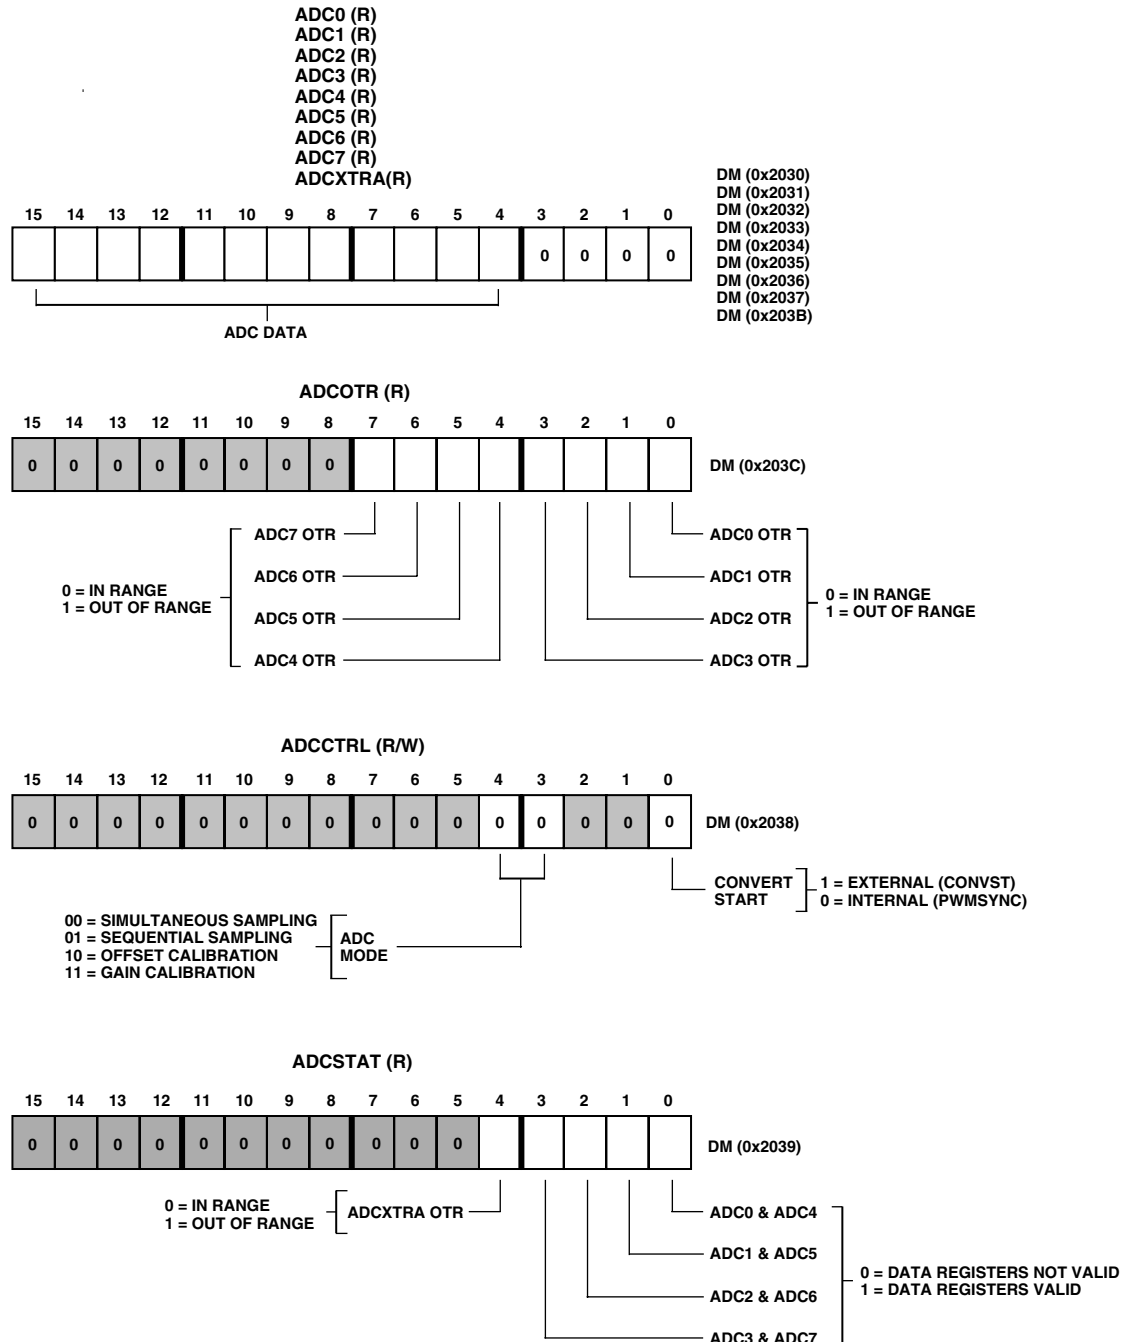 ADC0 (R)
ADC1 (R)
ADC2 (R)
ADC3 (R)
ADC4 (R)
ADC5 (R)
ADC6 (R)
ADC7 (R)
ADCXTRA(R)
DM (0x2030)
DM (0x2031)
DM (0x2032)
DM (0x2033)
DM (0x2034)
DM (0x2035)
DM (0x2036)
DM (0x2037)
DM (0x203B)
15 14 13 12 11 10 9 8 7 6 5 4 3 2 1 0
0 0 0 0
ADC DATA
ADCOTR (R)
15 14 13 12 11 10 9 8 7 6 5 4 3 2 1 0
0 0 0 0 0 0 0 0
DM (0x203C)
0 = IN RANGE
1 = OUT OF RANGE
ADC7 OTR
ADC6 OTR
ADC5 OTR
ADC4 OTR
ADC0 OTR
ADC1 OTR
ADC2 OTR
ADC3 OTR
0 = IN RANGE
1 = OUT OF RANGE
ADCCTRL (R/W)
15 14 13 12 11 10 9 8 7 6 5 4 3 2 1 0
0 0 0 0 0 0 0 0 0 0 0 0 0 0 0 0
DM (0x2038)
CONVERT
START
1 = EXTERNAL (CONVST)
0 = INTERNAL (PWMSYNC)
00 = SIMULTANEOUS SAMPLING
01 = SEQUENTIAL SAMPLING
10 = OFFSET CALIBRATION
11 = GAIN CALIBRATION
ADC
MODE
ADCSTAT (R)
15 14 13 12 11 10 9 8 7 6 5 4 3 2 1 0
0 0 0 0 0 0 0 0 0 0 0
DM (0x2039)
0 = IN RANGE
1 = OUT OF RANGE
ADCXTRA OTR
ADC0 & ADC4
ADC1 & ADC5
ADC2 & ADC6
ADC3 & ADC7
0 = DATA REGISTERS NOT VALID
1 = DATA REGISTERS VALID